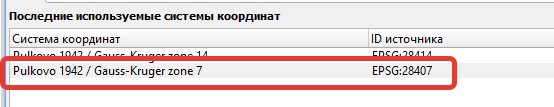 Последние используемые системы координат
Система координат ID источника
Pulkovo 1942 / Gauss-Kruger zone 14 EPSG:28414
Pulkovo 1942 / Gauss-Kruger zone 7 EPSG:28407